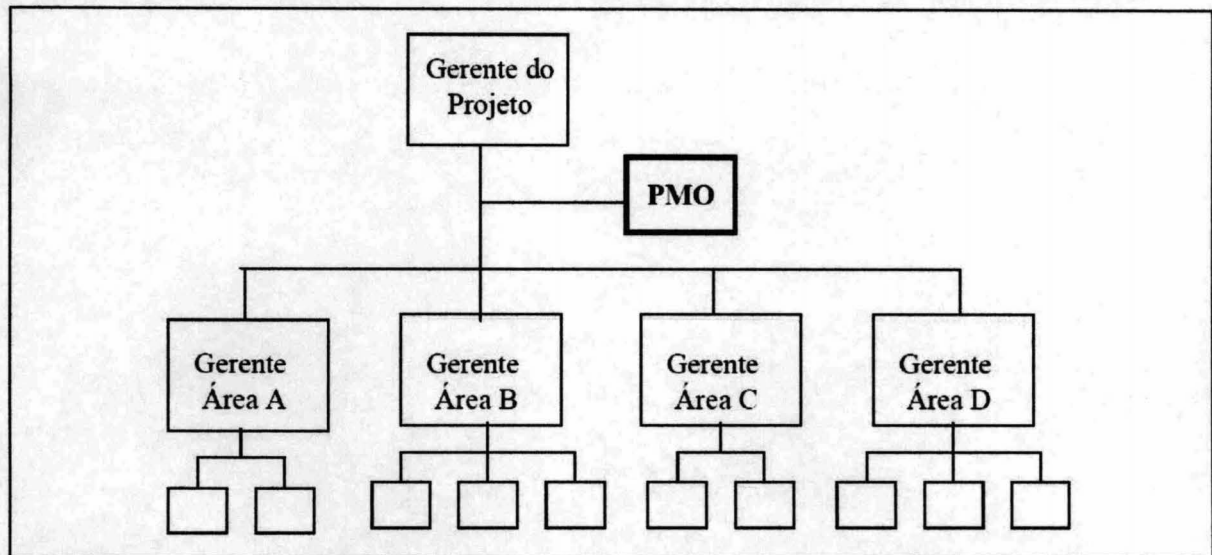 Gerente do
Projeto
PMO
Gerente
Área A
Gerente
Área B
Gerente
Área C
Gerente
Área D